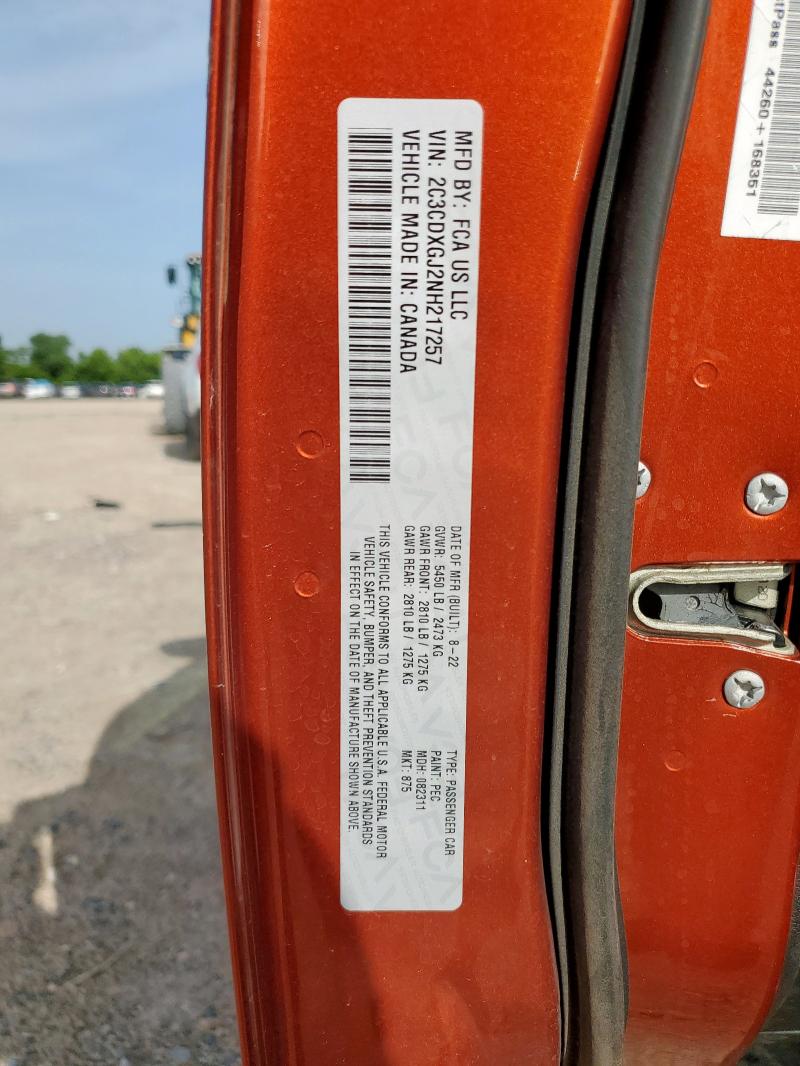 MFD BY: FCA US LLC
VIN: 2C3CDXGJ2NH217257
VEHICLE MADE IN: CANADA
DATE OF MFR (BUILT): 8-22
GVWR: 5450 LB / 2473 KG
GAWR FRONT: 2810 LB / 1275 KG
GAWR REAR: 2810 LB / 1275 KG
TYPE: PASSENGER CAR
PAINT: PEC
MDH: 082311
MKT: 875
THIS VEHICLE CONFORMS TO ALL APPLICABLE U.S.A. FEDERAL MOTOR
VEHICLE SAFETY, BUMPER, AND THEFT PREVENTION STANDARDS
IN EFFECT ON THE DATE OF MANUFACTURE SHOWN ABOVE.
FCA
tPass 44260+168351